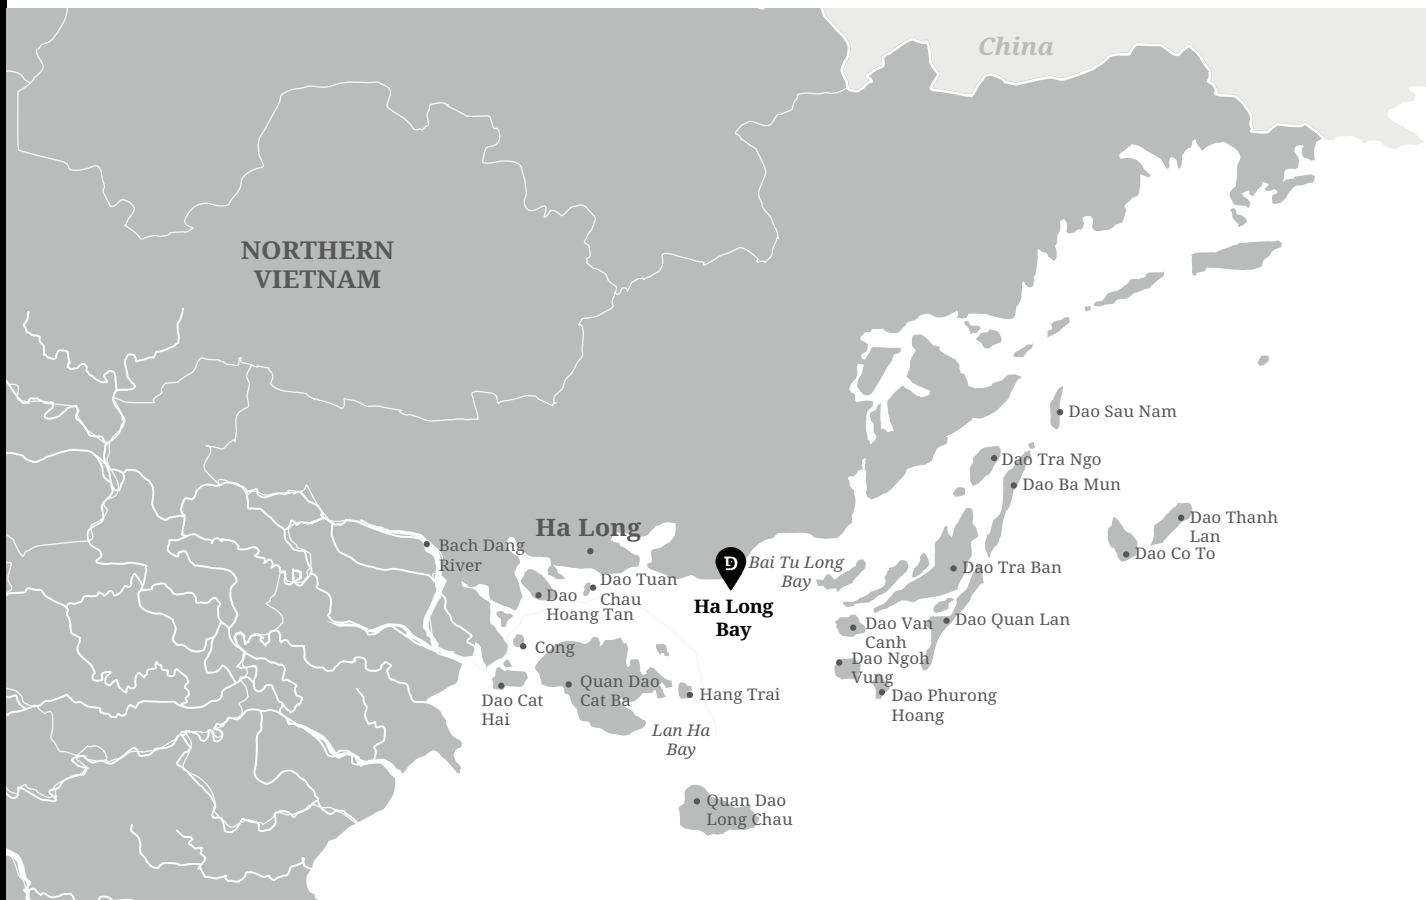 China
NORTHERN
VIETNAM
Dao Sau Nam
Dao Tra Ngo
Dao Ba Mun
Dao Thanh
Lan
Dao Co To
Ha Long
Bach Dang
River
Bai Tu Long
Bay
Dao Tra Ban
D
Dao Tuan
Chau
Dao
Hoang Tan
Ha Long
Bay
Dao Van
Canh
Dao Quan Lan
Cong
Dao Ngoh
Vung
Quan Dao
Cat Ba
Hang Trai
Dao Phurong
Hoang
Dao Cat
Hai
Lan Ha
Bay
Quan Dao
Long Chau